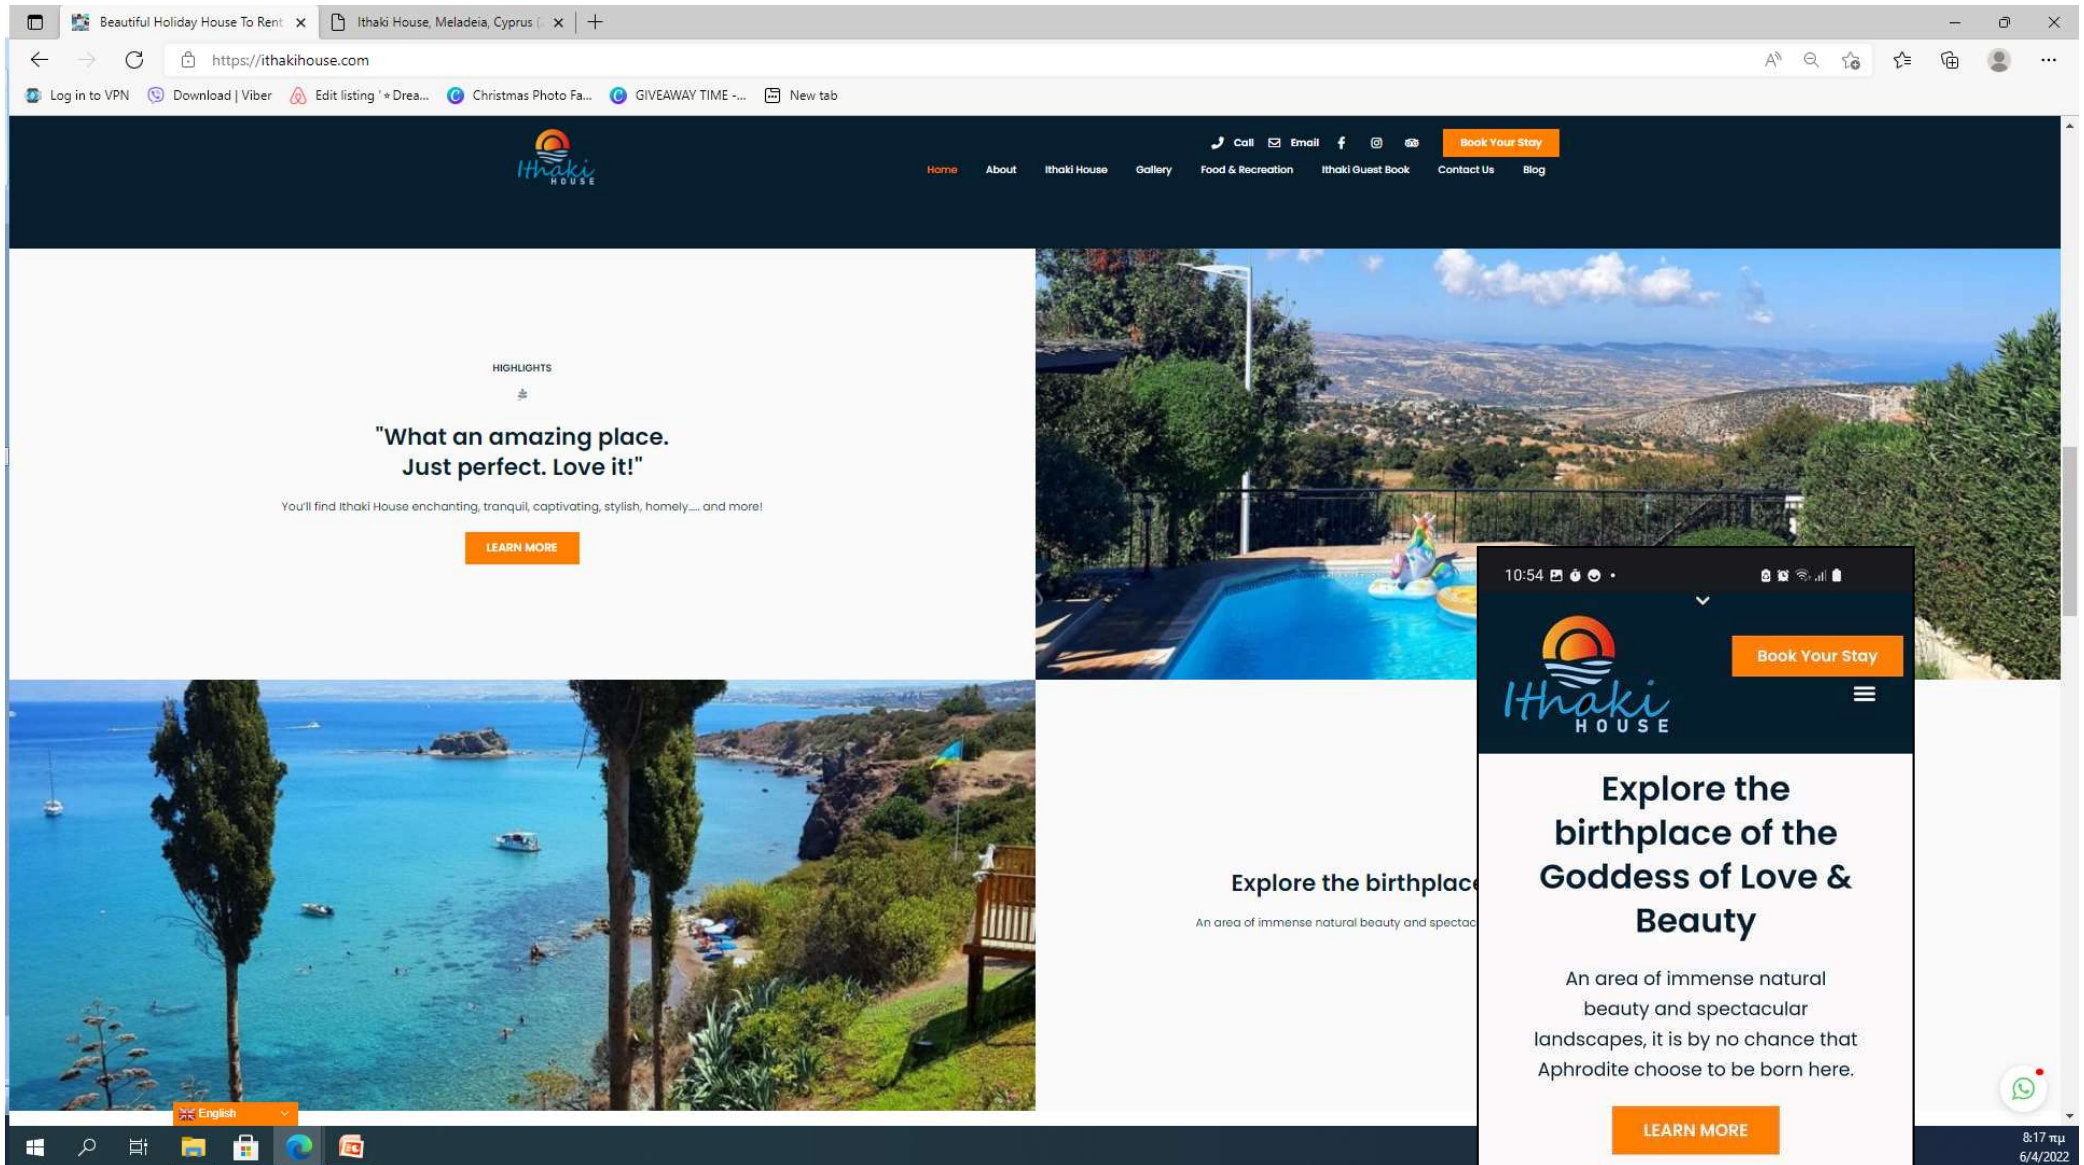 Beautiful Holiday House To Rent
Ithaki House, Meladeia, Cyprus (
https://ithakihouse.com
Log in to VPN
Download | Viber
Edit listing '★Drea...
Christmas Photo Fa...
GIVEAWAY TIME -...
New tab
Ithaki
HOUSE
Call
Email
Book Your Stay
Home
About
Ithaki House
Gallery
Food & Recreation
Ithaki Guest Book
Contact Us
Blog
HIGHLIGHTS
"What an amazing place.
Just perfect. Love it!"
You'll find Ithaki House enchanting, tranquil, captivating, stylish, homely..... and more!
LEARN MORE
Explore the birthplace
An area of immense natural beauty and spectac
10:54
Ithaki
HOUSE
Book Your Stay
Explore the
birthplace of the
Goddess of Love &
Beauty
An area of immense natural
beauty and spectacular
landscapes, it is by no chance that
Aphrodite choose to be born here.
LEARN MORE
English
8:17 πμ
6/4/2022